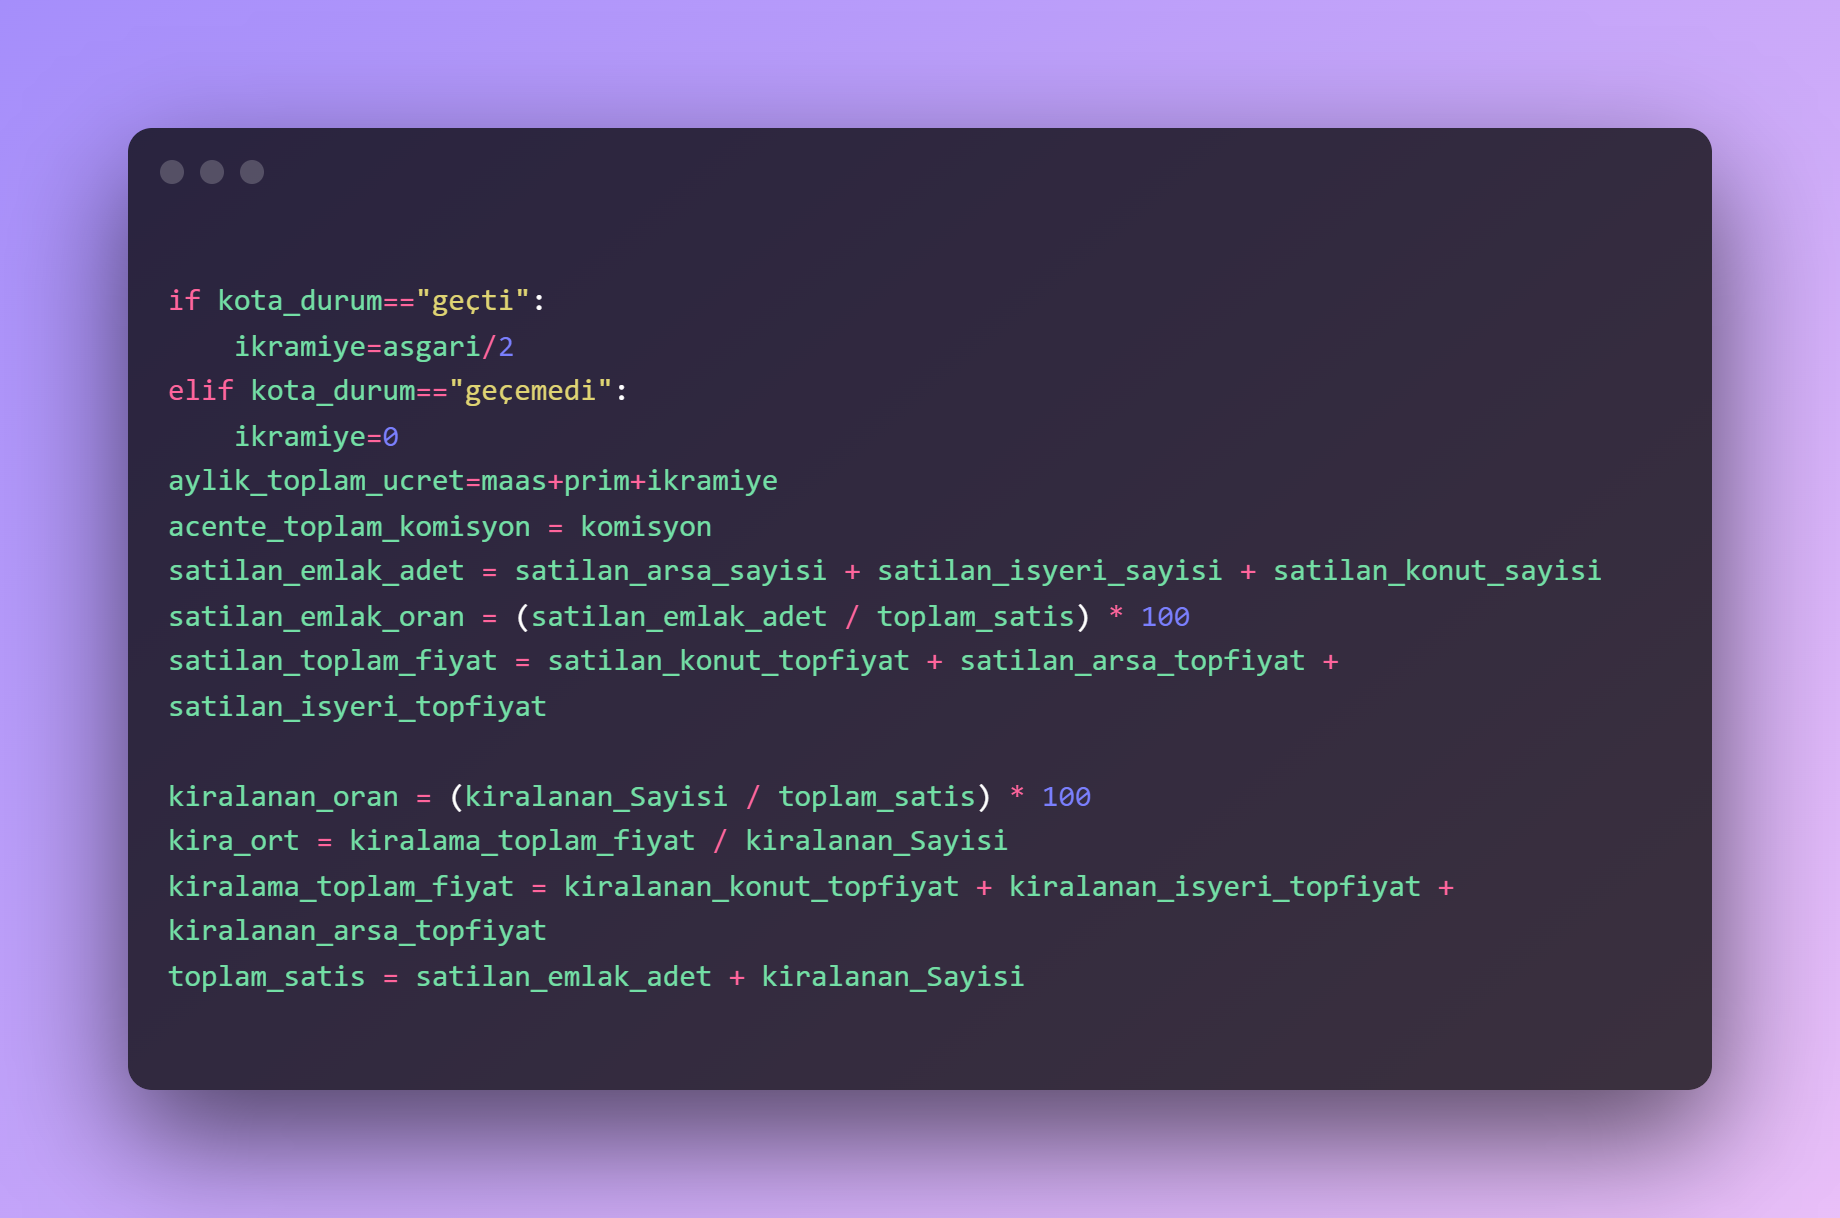 if kota_durum=="geçti":
    ikramiye=asgari/2
elif kota_durum=="geçemedi":
    ikramiye=0
aylik_toplam_ucret=maas+prim+ikramiye
acente_toplam_komisyon = komisyon
satilan_emlak_adet = satilan_arsa_sayisi + satilan_isyeri_sayisi + satilan_konut_sayisi
satilan_emlak_oran = (satilan_emlak_adet / toplam_satis) * 100
satilan_toplam_fiyat = satilan_konut_topfiyat + satilan_arsa_topfiyat +
satilan_isyeri_topfiyat

kiralanan_oran = (kiralanan_Sayisi / toplam_satis) * 100
kira_ort = kiralama_toplam_fiyat / kiralanan_Sayisi
kiralama_toplam_fiyat = kiralanan_konut_topfiyat + kiralanan_isyeri_topfiyat +
kiralanan_arsa_topfiyat
toplam_satis = satilan_emlak_adet + kiralanan_Sayisi